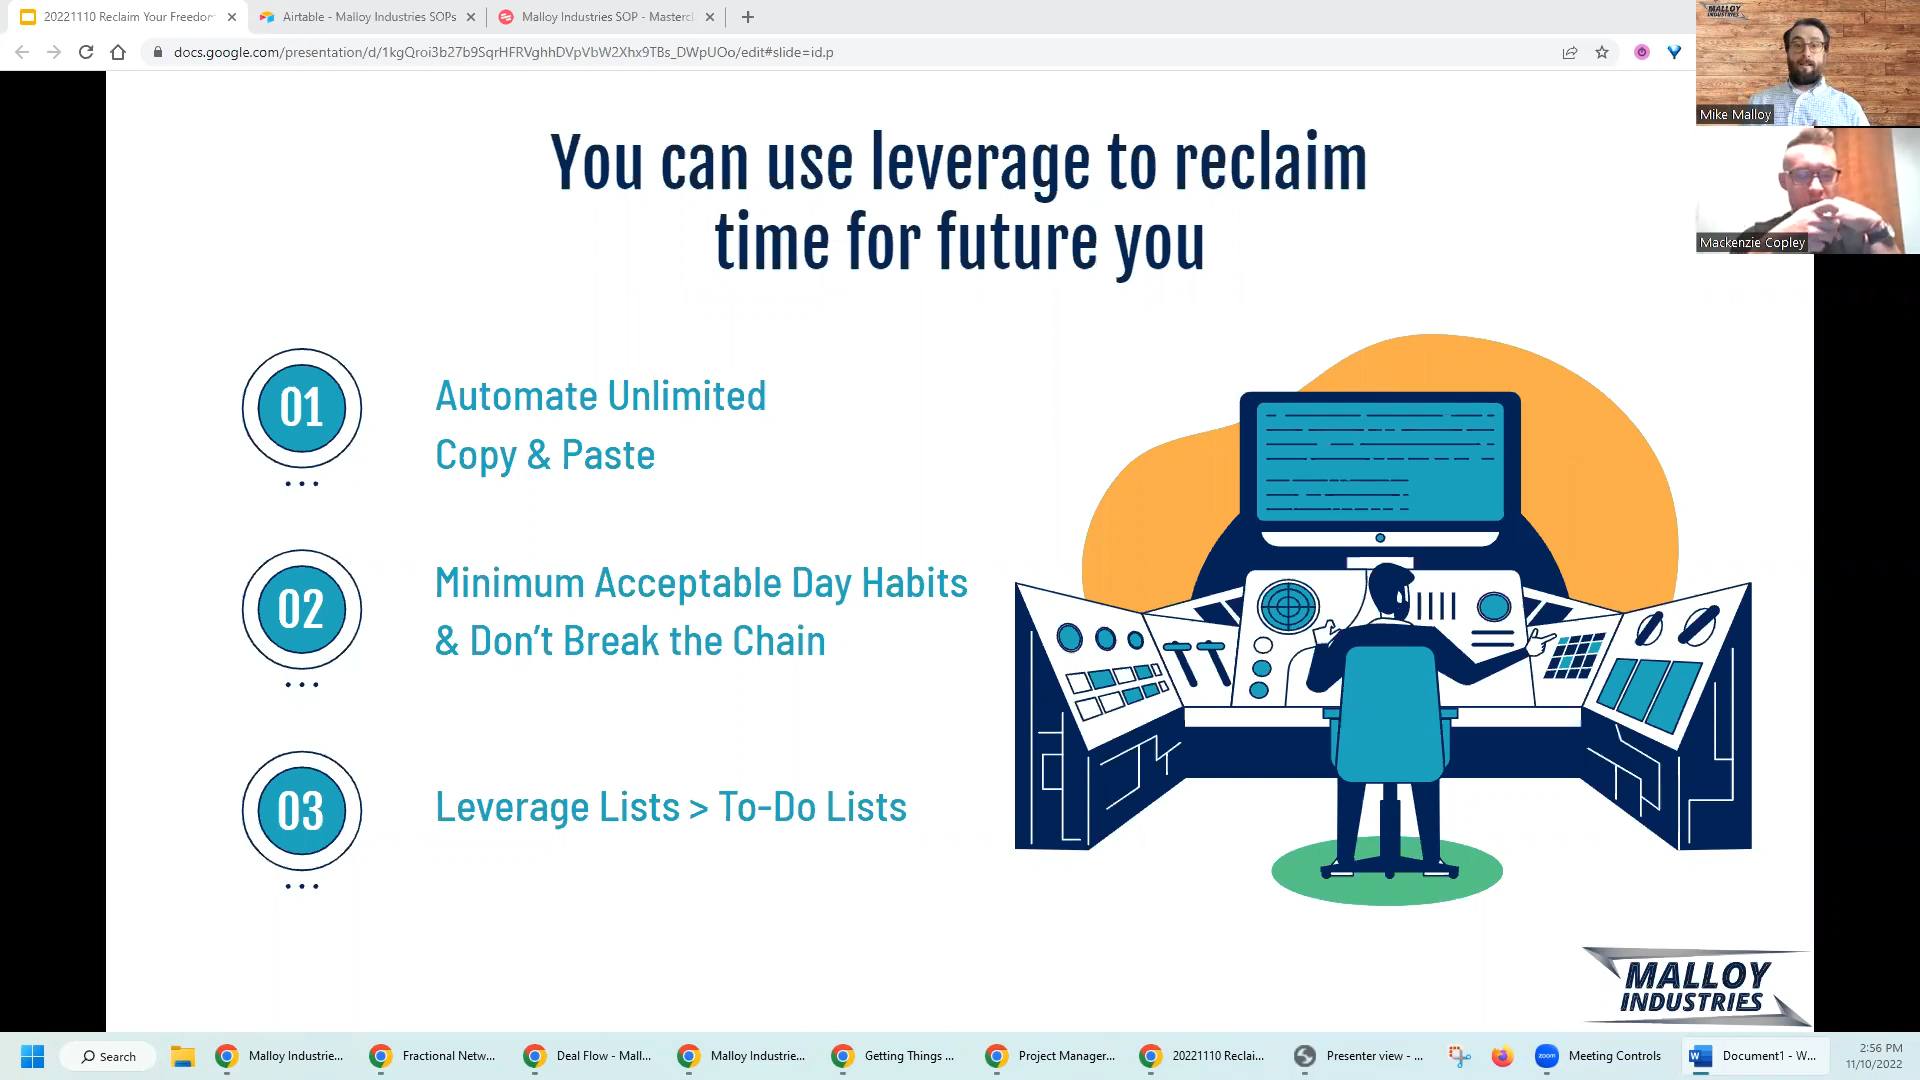 20221110 Reclaim Your Freedom
Airtable - Malloy Industries SOPs
Malloy Industries SOP - Mastercl
docs.google.com/presentation/d/1kgQroi3b27b9SqrHFRVghhDVpVbW2Xhx9TBs_DWpUOo/edit#slide=id.p
MALLOY
INDUSTRIES
Mike Malloy
Mackenzie Copley
You can use leverage to reclaim
time for future you
01
Automate Unlimited
Copy & Paste
02
Minimum Acceptable Day Habits
& Don't Break the Chain
03
Leverage Lists > To-Do Lists
MALLOY
INDUSTRIES
Search
Malloy Industrie...
Fractional Netw...
Deal Flow - Mall...
Malloy Industrie...
Getting Things ...
Project Manager...
20221110 Reclai...
Presenter view - ...
zoom
Meeting Controls
Document1 - W...
2:56 PM
11/10/2022